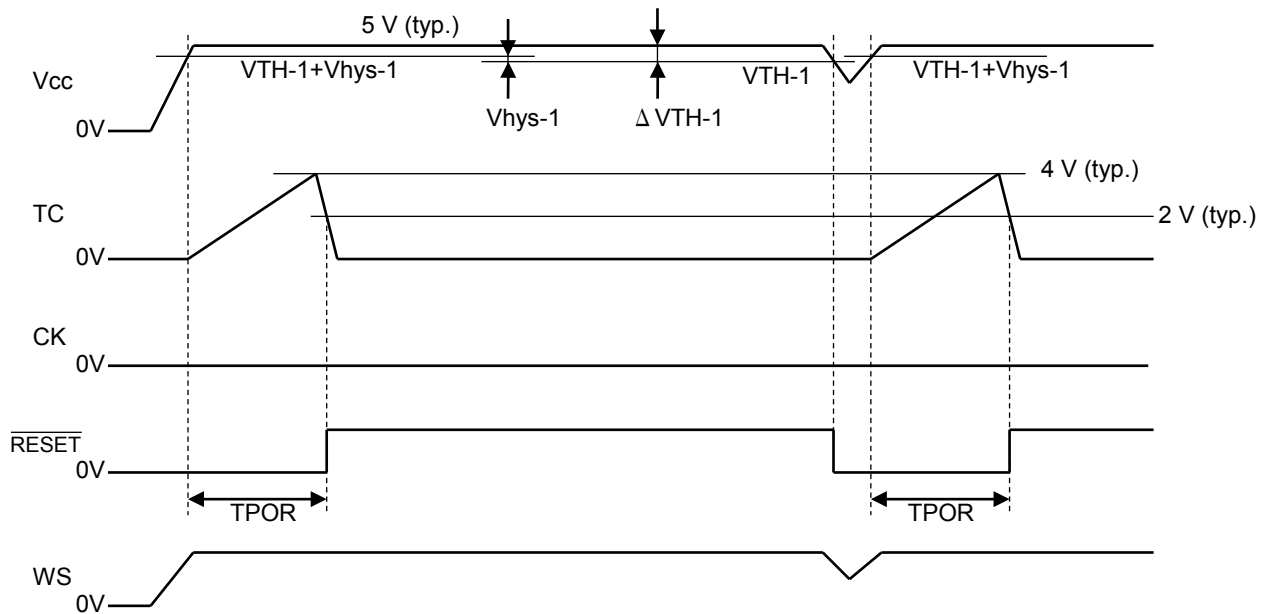 5 V (typ.)
VTH-1+Vhys-1
VTH-1
VTH-1+Vhys-1
Vcc
Vhys-1
Δ VTH-1
0V
4 V (typ.)
TC
2 V (typ.)
0V
CK
0V
RESET
0V
TPOR
TPOR
WS
0V